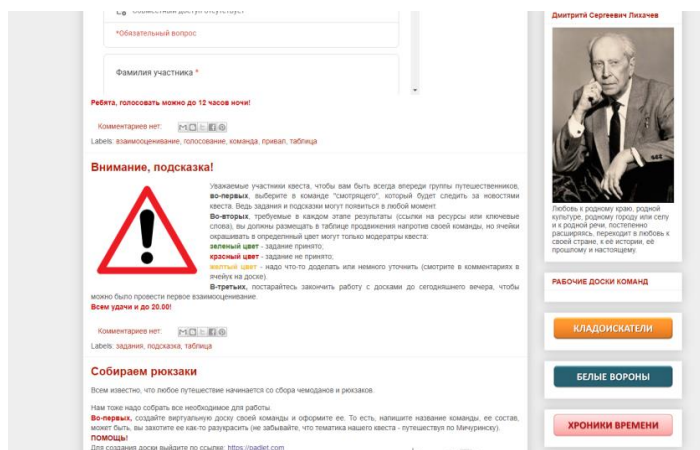 Совместный доступ отсутствует
*Обязательный вопрос
Фамилия участника *
Ребята, голосовать можно до 12 часов ночи!
Комментариев нет:
Labels: взаимооценивание, голосование, команда, привал, таблица
Внимание, подсказка!
Уважаемые участники квеста, чтобы вам быть всегда впереди группы путешественников,
во-первых, выберите в команде "смотрящего", который будет следить за новостями
квеста. Ведь задания и подсказки могут появиться в любой момент.
Во-вторых, требуемые в каждом этапе результаты (ссылки на ресурсы или ключевые
слова), вы должны размещать в таблице продвижения напротив своей команды, но ячейки
окрашивать в определнный цвет могут только модератры квеста:
зеленый цвет - задание принято;
красный цвет - задание не принято;
желтый цвет - надо что-то доделать или немного уточнить (смотрите в комментариях в
ячейук на доске).
В-третьих, постарайтесь закончить работу с досками до сегодняшнего вечера, чтобы
можно было провести первое взаимооценивание.
Всем удачи и до 20.00!
Комментариев нет:
Labels: задания, подсказка, таблица
Собираем рюкзаки
Всем известно, что любое путешествие начинается со сбора чемоданов и рюкзаков.
Нам тоже надо собрать все необходимое для работы
Во-первых, создайте виртуальную доску своей команды и оформите ее. То есть, напишите название команды, ее состав,
может быть, вы захотите ее как-то разукрасить (не забывайте, что тематика нашего квеста - путешествуя по Мичуринску).
ПОМОЩЬ!
Для создания доски выйдите по ссылке: https://padlet.com
Дмитритй Сергеевич Лихачев
Любовь к родному краю, родной
культуре, родному городу или селу
и к родной речи, постепенно
расширяясь, переходит в любовь к
своей стране, к её истории, её
прошлому и настоящему.
РАБОЧИЕ ДОСКИ КОМАНД
КЛАДОИСКАТЕЛИ
БЕЛЫЕ ВОРОНЫ
ХРОНИКИ ВРЕМЕНИ